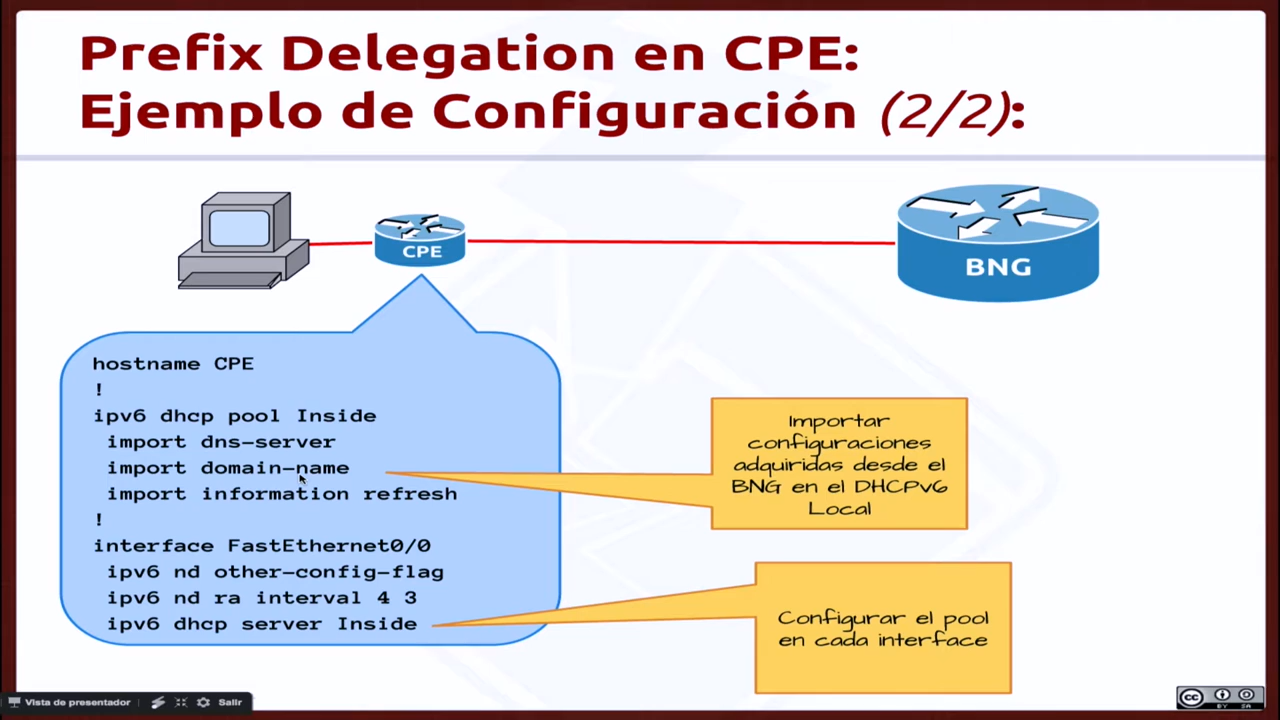 Prefix Delegation en CPE:
Ejemplo de Configuración (2/2):
CPE
BNG
hostname CPE
!
ipv6 dhcp pool Inside
import dns-server
import domain-name
import information refresh
!
interface FastEthernet0/0
ipv6 nd other-config-flag
ipv6 nd ra interval 4 3
ipv6 dhcp server Inside
Importar
configuraciones
adquiridas desde el
BNG en el DHCPv6
Local
Configurar el pool
en cada interface
Vista de presentador
Salir
cc
BY SA